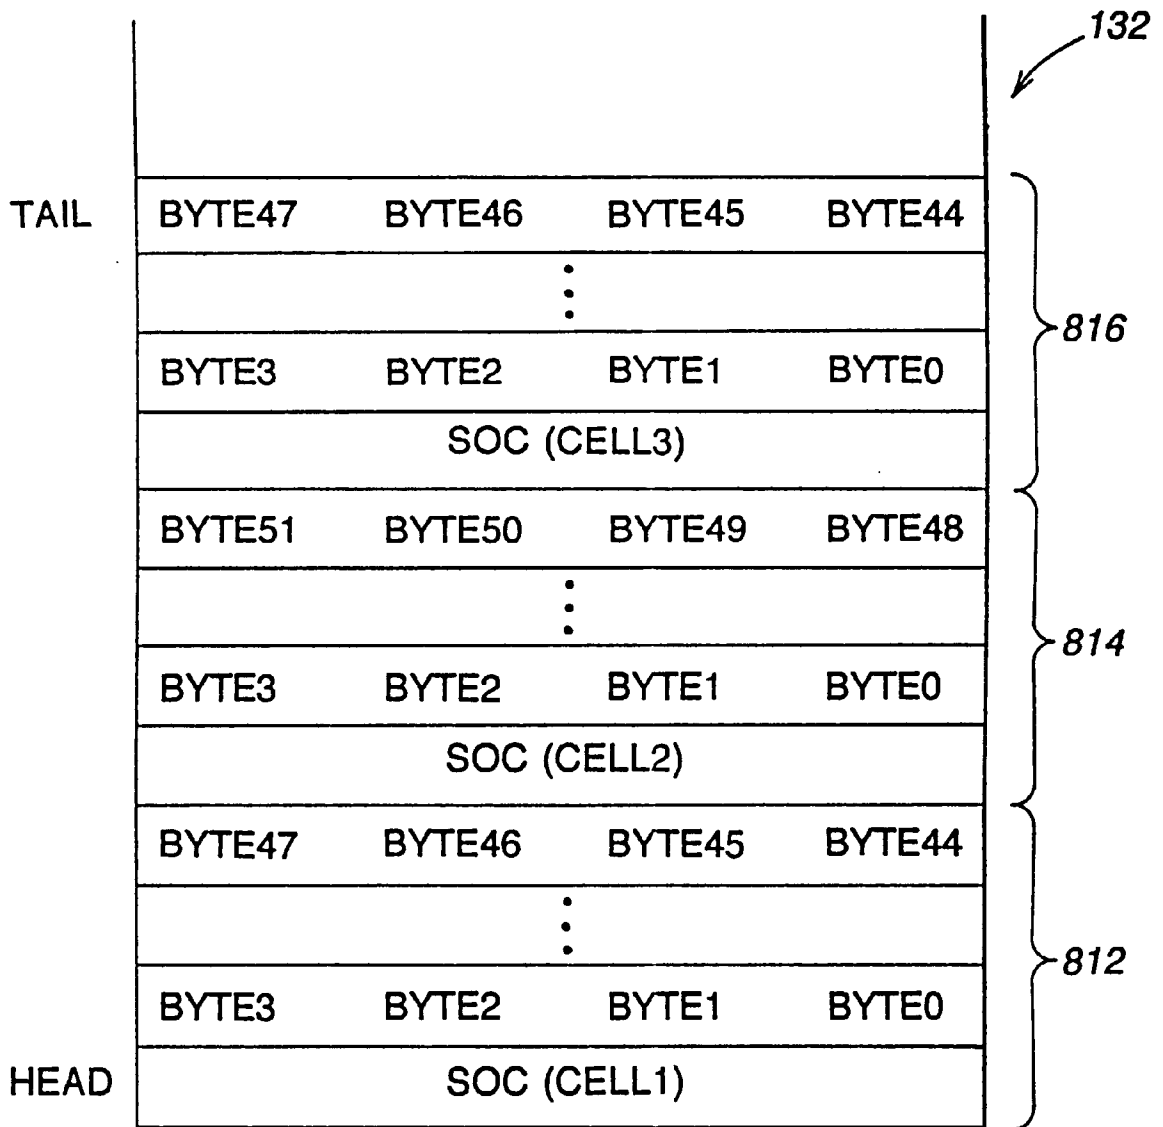 132
TAIL BYTE47 BYTE46 BYTE45 BYTE44
816
BYTE3 BYTE2 BYTE1 BYTE0
SOC (CELL3)
BYTE51 BYTE50 BYTE49 BYTE48
814
BYTE3 BYTE2 BYTE1 BYTE0
SOC (CELL2)
BYTE47 BYTE46 BYTE45 BYTE44
812
BYTE3 BYTE2 BYTE1 BYTE0
HEAD SOC (CELL1)